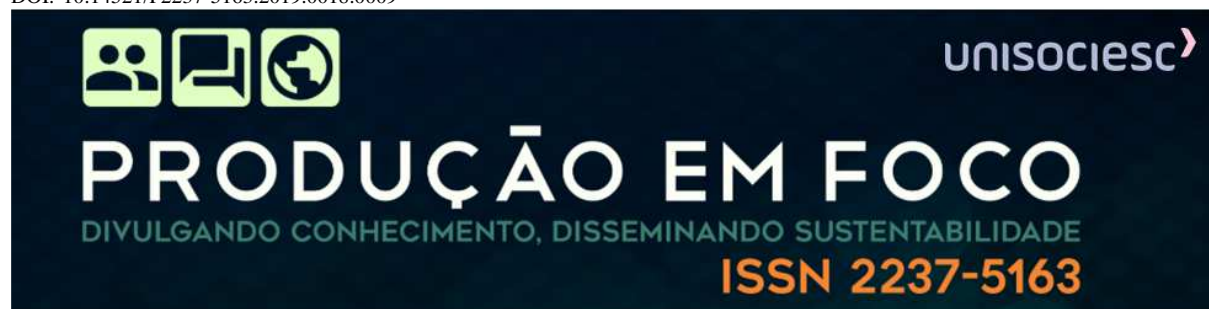 unisociesc
PRODUÇÃO EM FOCO
DIVULGANDO CONHECIMENTO, DISSEMINANDO SUSTENTABILIDADE
ISSN 2237-5163